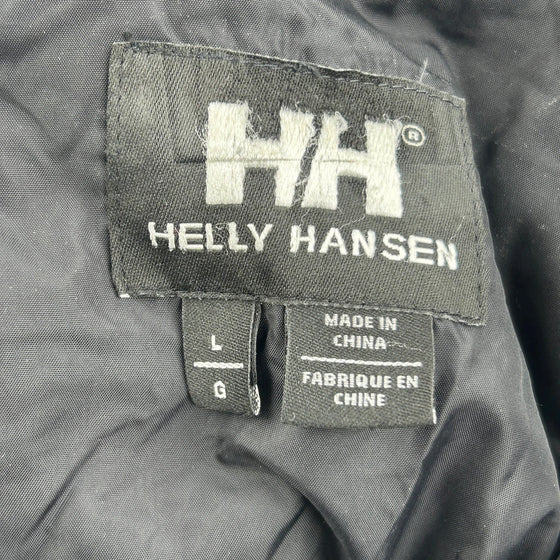 HH®
HELLY HANSEN
L
G
MADE IN
CHINA
FABRIQUE EN
CHINE